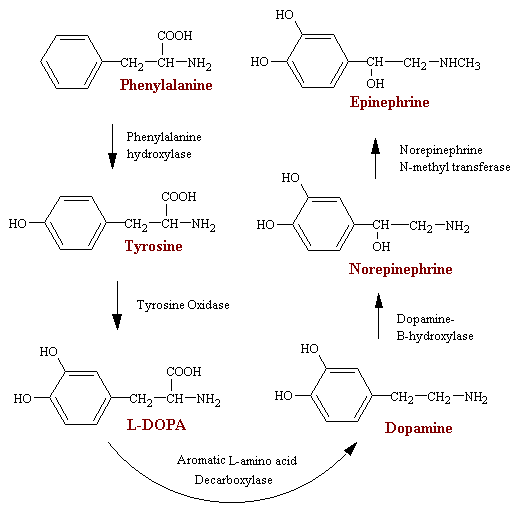 COOH
CH₂—CH—NH₂
Phenylalanine
Phenylalanine
hydroxylase
COOH
HO
CH₂—CH—NH₂
Tyrosine
Tyrosine Oxidase
HO
COOH
HO
CH₂—CH—NH₂
L-DOPA
Aromatic L-amino acid
Decarboxylase
HO
HO
CH₂—CH₂—NH₂
Dopamine
Dopamine-
B-hydroxylase
HO
HO
CH—CH₂—NH₂
OH
Norepinephrine
Norepinephrine
N-methyl transferase
HO
HO
CH—CH₂—NHCH₃
OH
Epinephrine